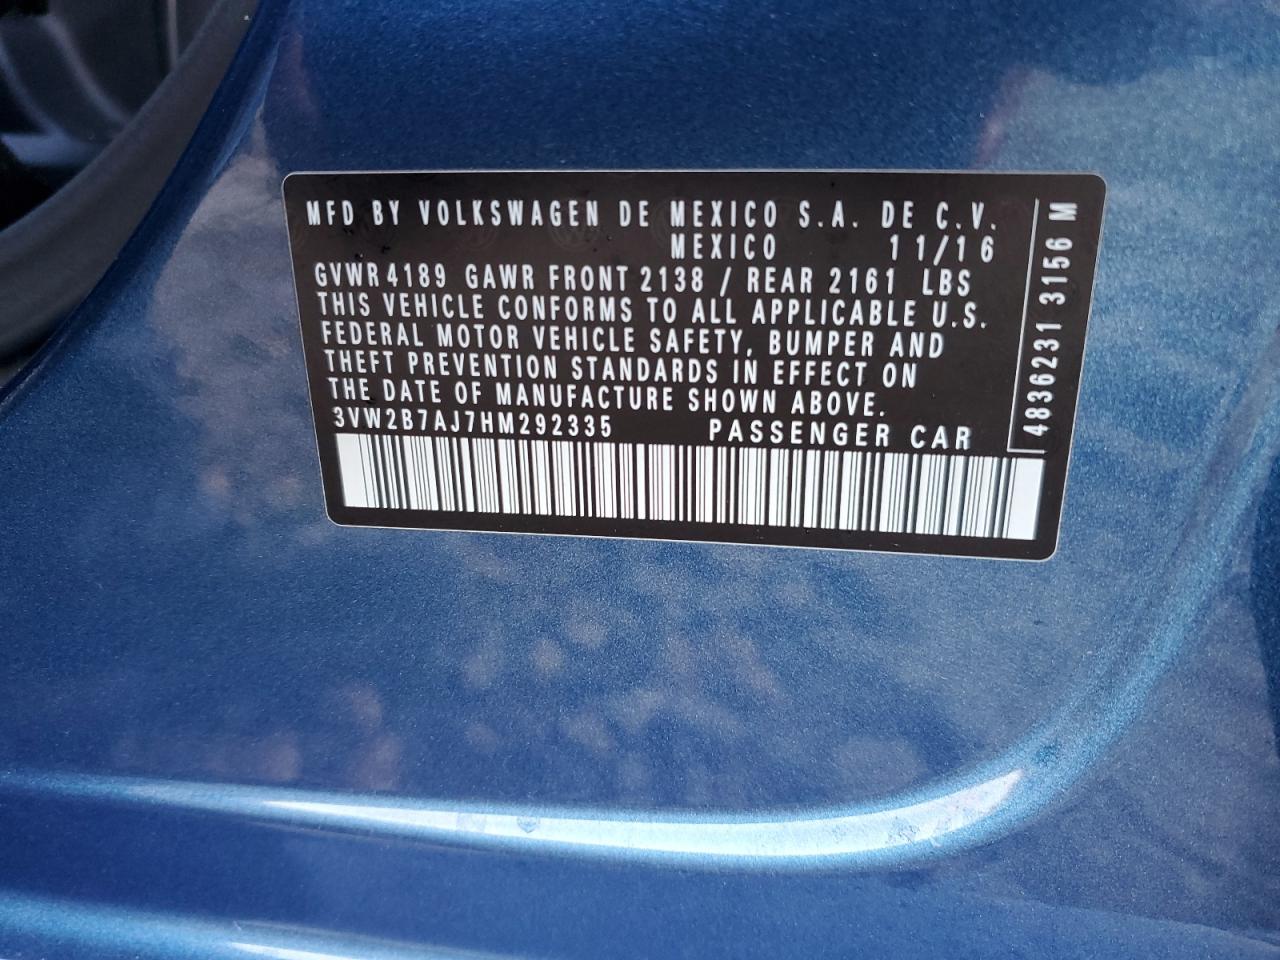 MFD BY VOLKSWAGEN DE MEXICO S.A. DE C.V.
MEXICO 11/16
GVWR 4189 GAWR FRONT 2138 / REAR 2161 LBS
THIS VEHICLE CONFORMS TO ALL APPLICABLE U.S.
FEDERAL MOTOR VEHICLE SAFETY, BUMPER AND
THEFT PREVENTION STANDARDS IN EFFECT ON
THE DATE OF MANUFACTURE SHOWN ABOVE.
3VW2B7AJ7HM292335 PASSENGER CAR
4836231 3156 M